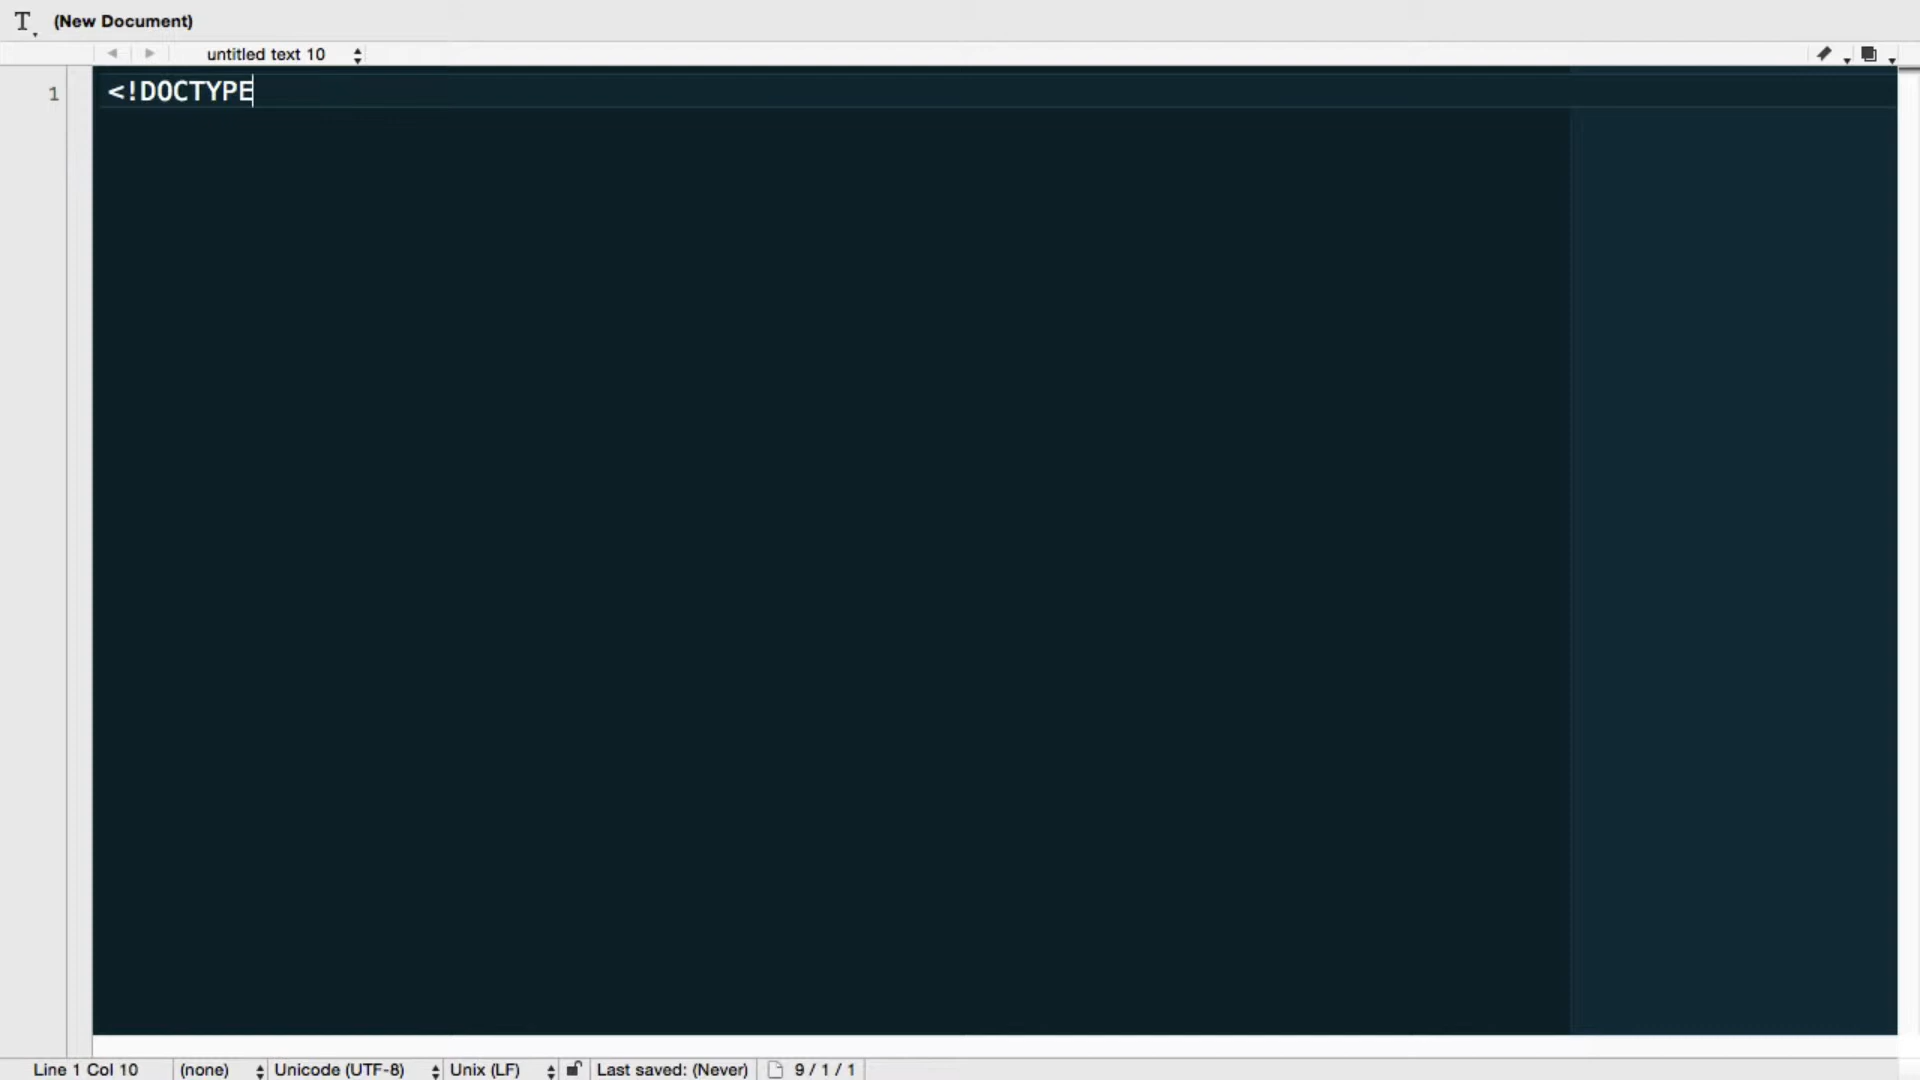 T (New Document)
untitled text 10
1 <!DOCTYPE
Line 1 Col 10 (none) Unicode (UTF-8) Unix (LF) Last saved: (Never) 9 / 1 / 1